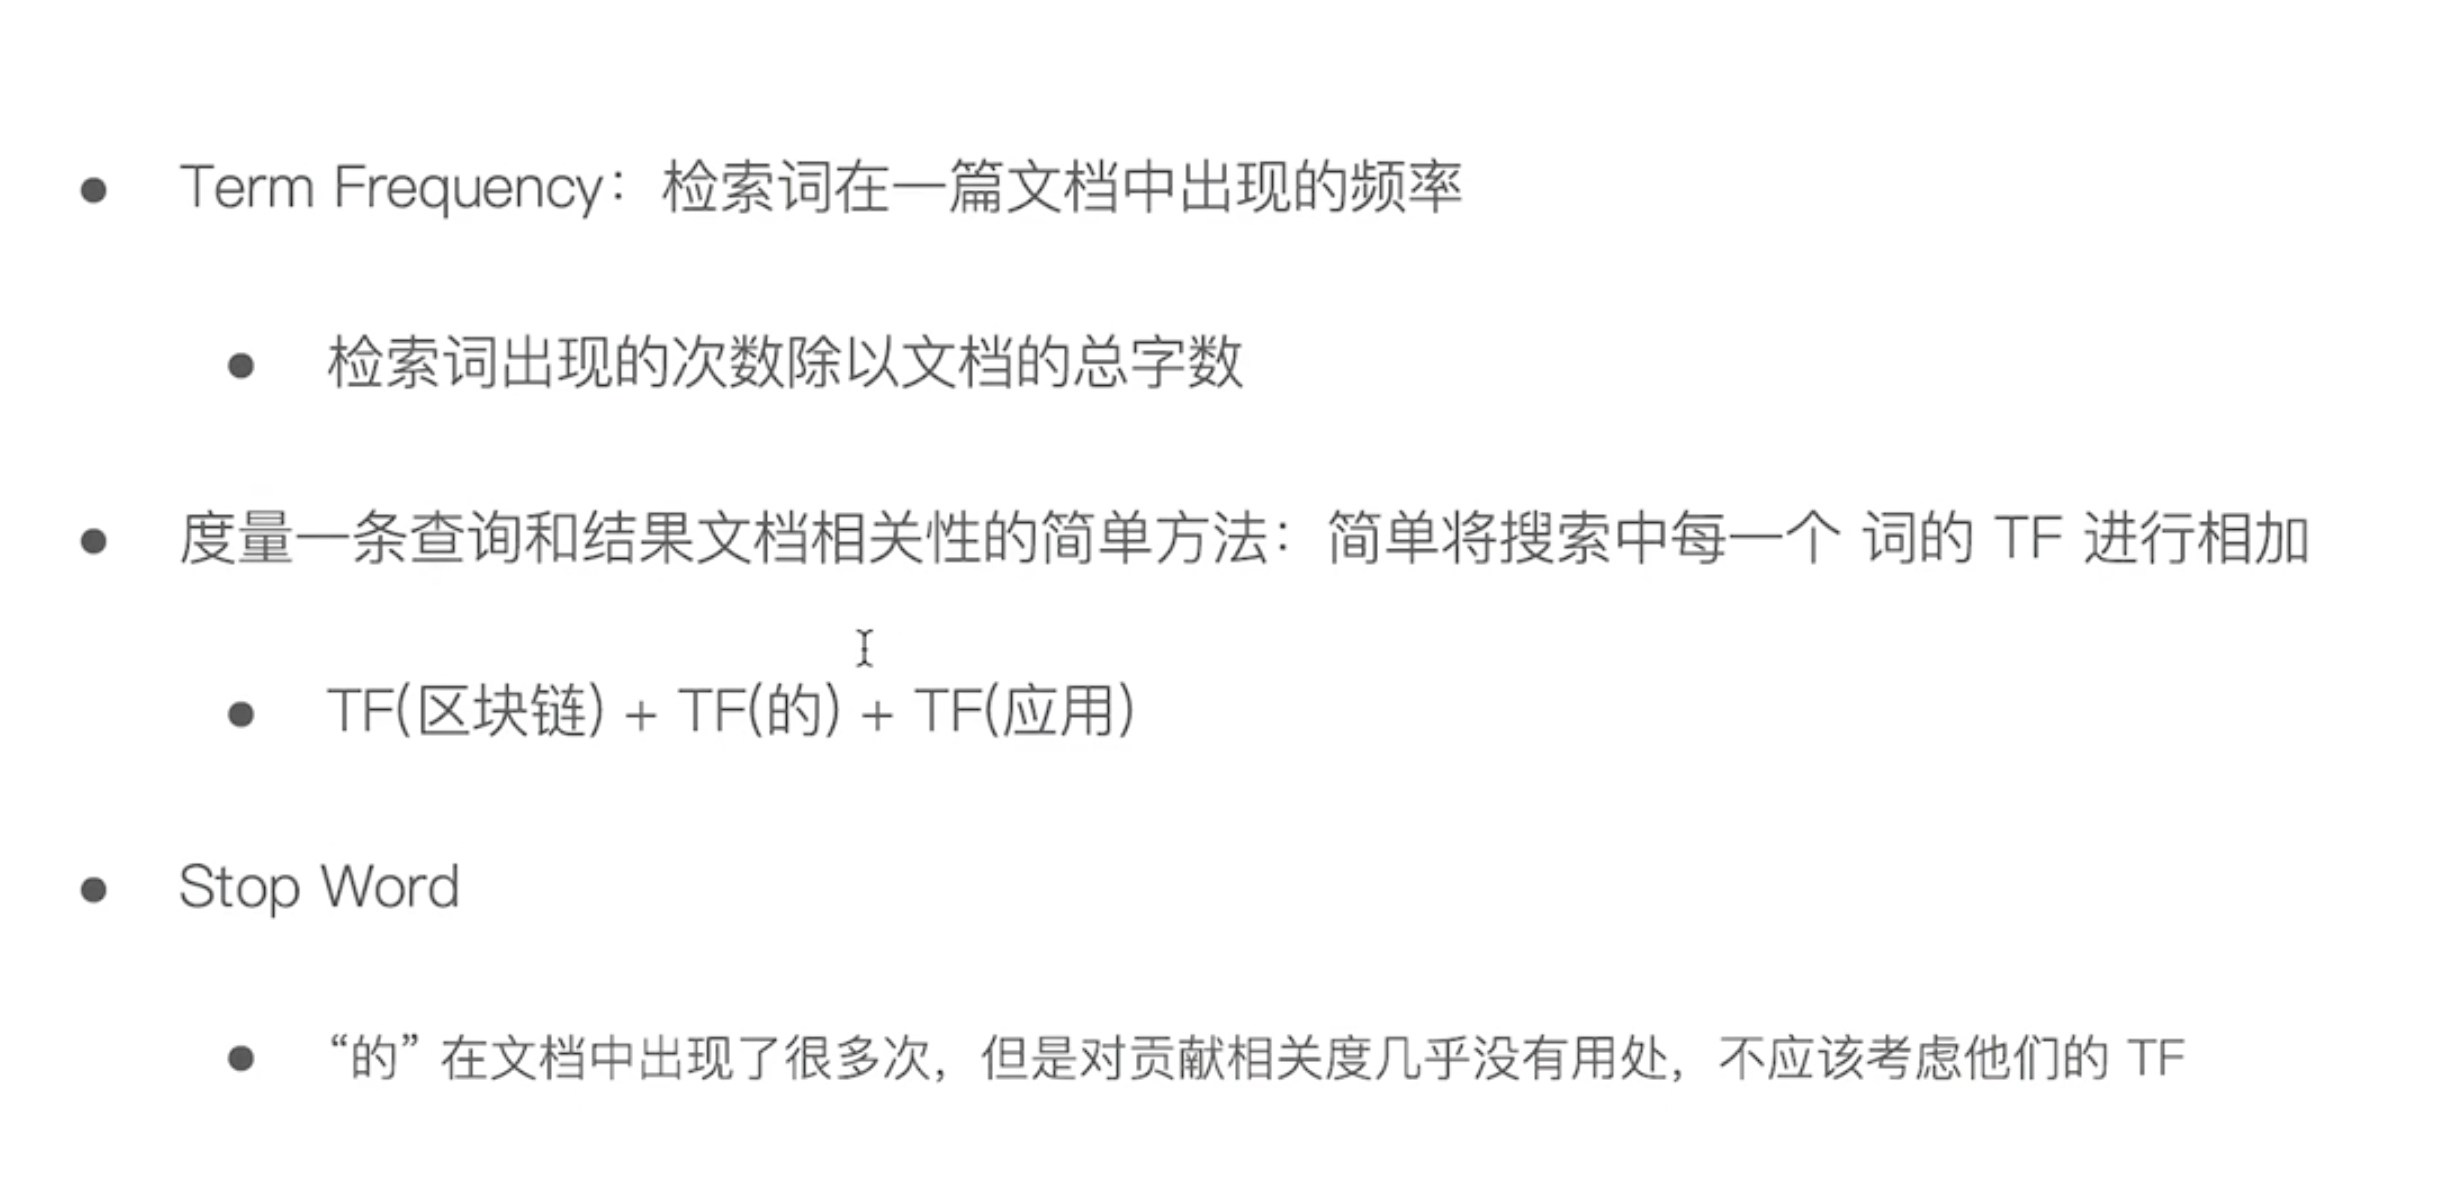 Term Frequency：检索词在一篇文档中出现的频率
检索词出现的次数除以文档的总字数
度量一条查询和结果文档相关性的简单方法：简单将搜索中每一个 词的 TF 进行相加
TF(区块链) + TF(的) + TF(应用)
Stop Word
“的” 在文档中出现了很多次，但是对贡献相关度几乎没有用处，不应该考虑他们的 TF